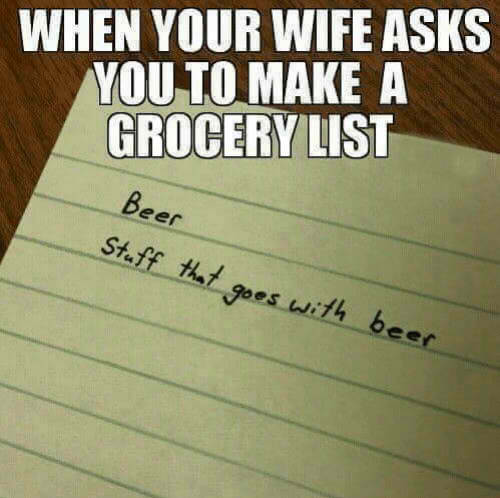 WHEN YOUR WIFE ASKS
YOU TO MAKE A
GROCERY LIST
Beer
Stuff that goes with beer